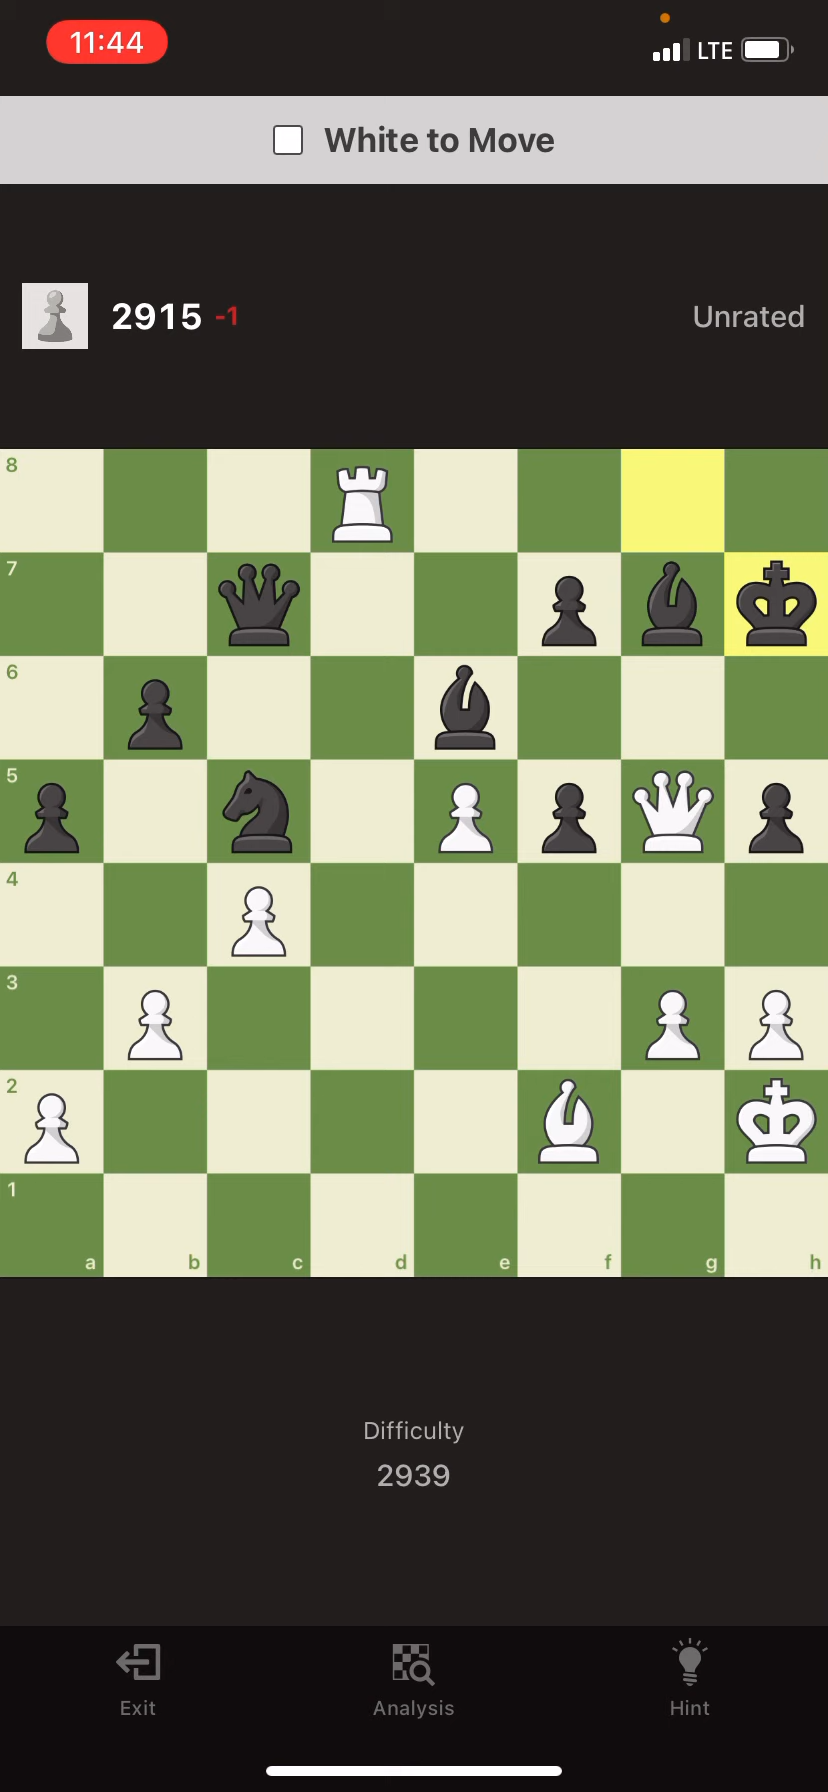 11:44 LTE
White to Move
2915 -1 Unrated
8
7
6
5
4
3
2
1
a b c d e f g h
Difficulty
2939
Exit Analysis Hint